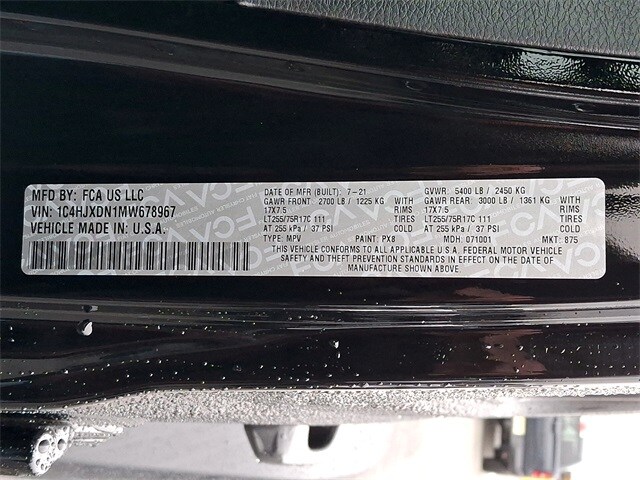 MFD BY: FCA US LLC
VIN: 1C4HJXDN1MW678967
VEHICLE MADE IN: U.S.A.
DATE OF MFR (BUILT): 7-21 GVWR: 5400 LB / 2450 KG
GAWR FRONT: 2700 LB / 1225 KG GAWR REAR: 3000 LB / 1361 KG
17X7.5 RIMS 17X7.5 RIMS
LT255/75R17C 111 TIRES LT255/75R17C 111 TIRES
AT 255 kPa / 37 PSI COLD AT 255 kPa / 37 PSI COLD
TYPE: MPV PAINT: PX8 MDH: 071001 MKT: 875
THIS VEHICLE CONFORMS TO ALL APPLICABLE U.S.A. FEDERAL MOTOR VEHICLE
SAFETY AND THEFT PREVENTION STANDARDS IN EFFECT ON THE DATE OF
MANUFACTURE SHOWN ABOVE.